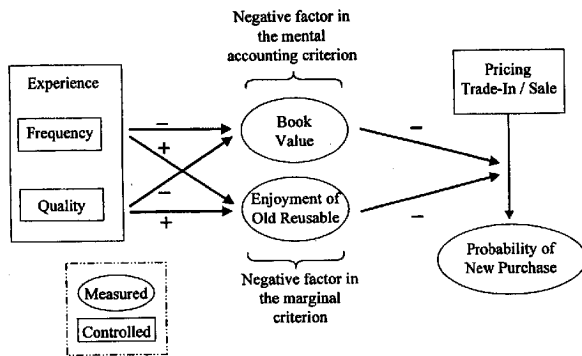 Negative factor in
the mental
accounting criterion
Experience
Frequency
Quality
−
+
−
+
Book
Value
Enjoyment of
Old Reusable
−
−
Pricing
Trade-In / Sale
Probability of
New Purchase
Negative factor in
the marginal
criterion
Measured
Controlled